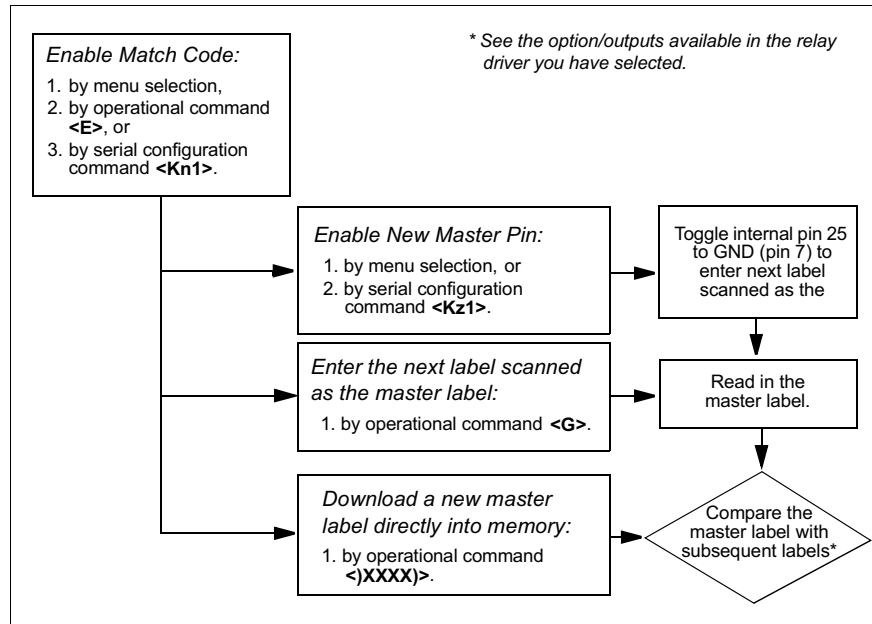 Enable Match Code:
1. by menu selection,
2. by operational command
<E>, or
3. by serial configuration
command <Kn1>.
* See the option/outputs available in the relay
driver you have selected.
Enable New Master Pin:
1. by menu selection, or
2. by serial configuration
command <Kz1>.
Toggle internal pin 25
to GND (pin 7) to
enter next label
scanned as the
Enter the next label scanned
as the master label:
1. by operational command <G>.
Read in the
master label.
Download a new master
label directly into memory:
1. by operational command
<)XXXX)>.
Compare the
master label with
subsequent labels*